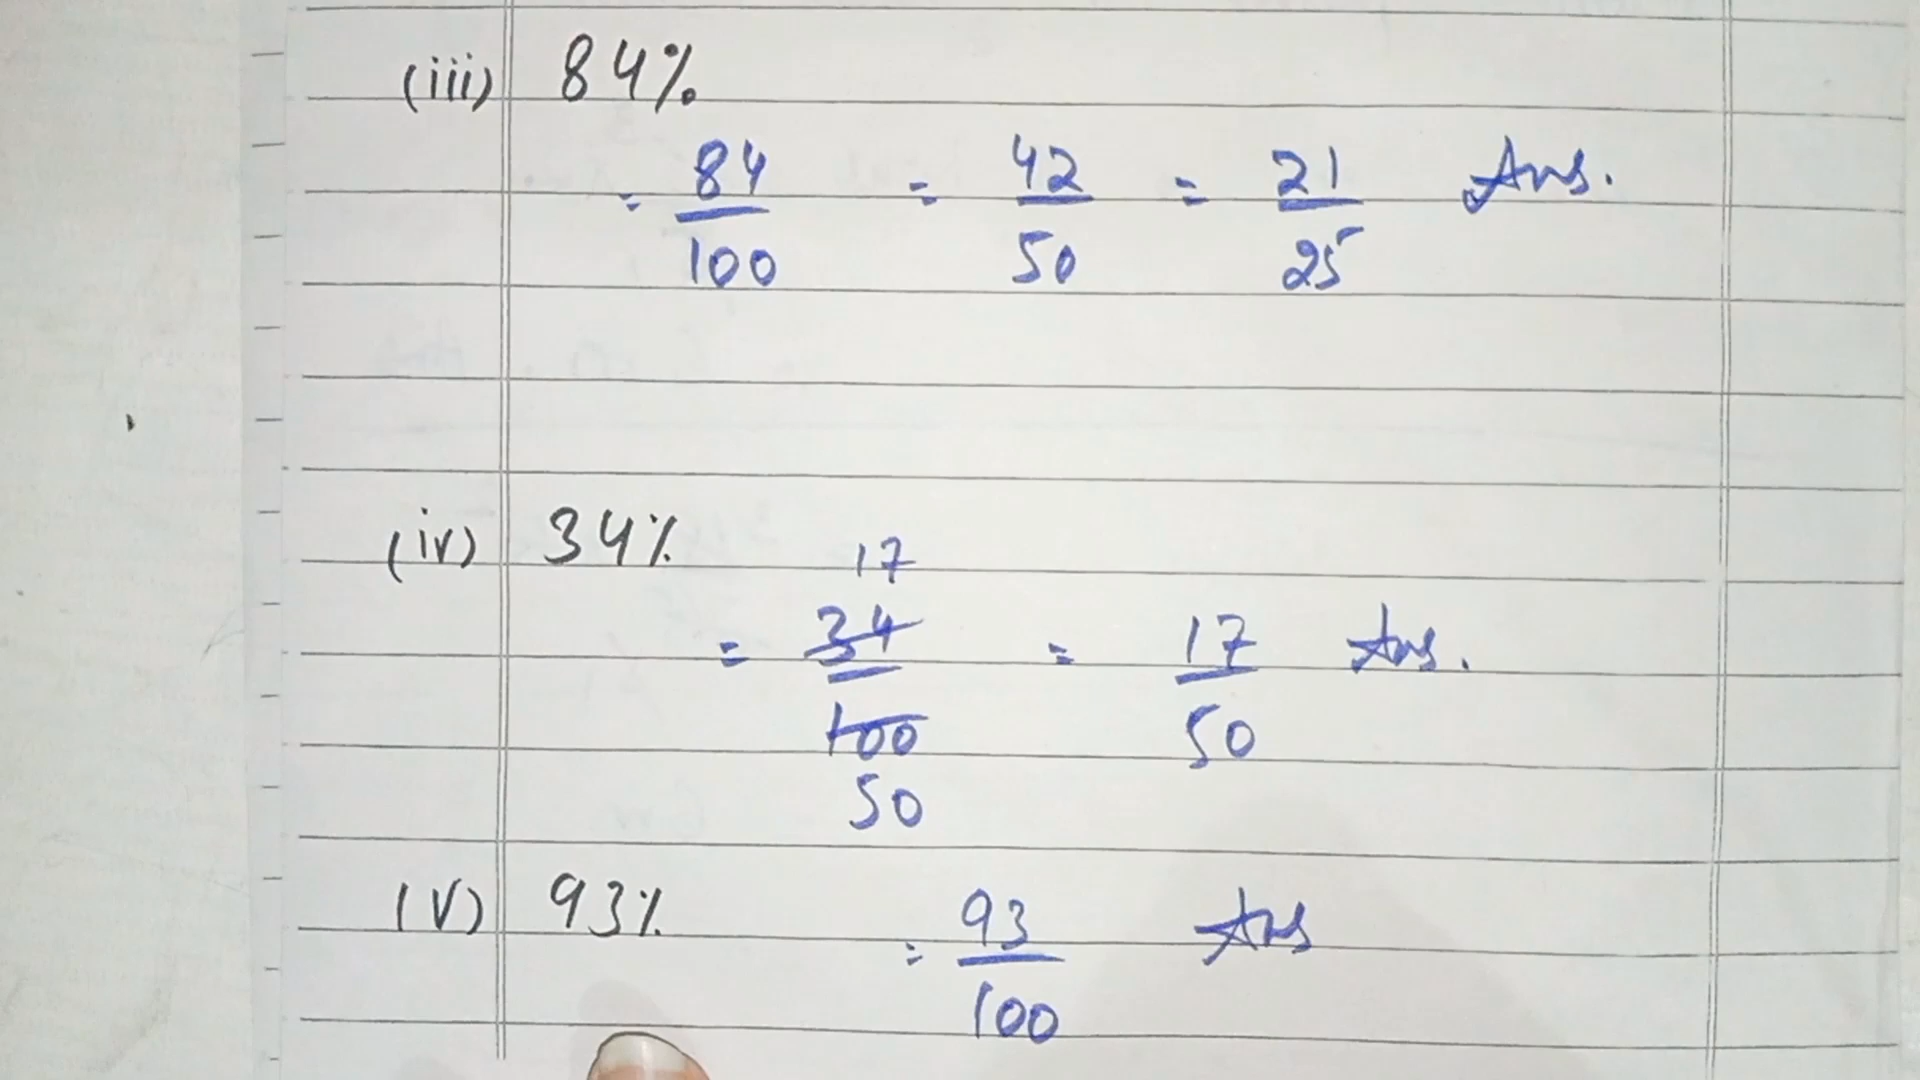 (iii) 84%
= 84/100 = 42/50 = 21/25 Ans.
(iv) 34%
17
= 34/100 = 17/50 Ans.
50
(V) 93% = 93/100 Ans